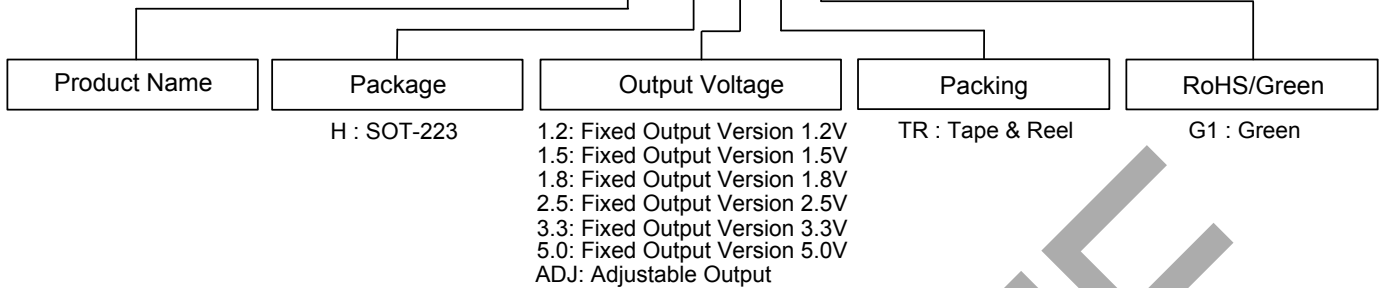 Product Name
Package
Output Voltage
Packing
RoHS/Green
H : SOT-223
1.2: Fixed Output Version 1.2V
1.5: Fixed Output Version 1.5V
1.8: Fixed Output Version 1.8V
2.5: Fixed Output Version 2.5V
3.3: Fixed Output Version 3.3V
5.0: Fixed Output Version 5.0V
ADJ: Adjustable Output
TR : Tape & Reel
G1 : Green